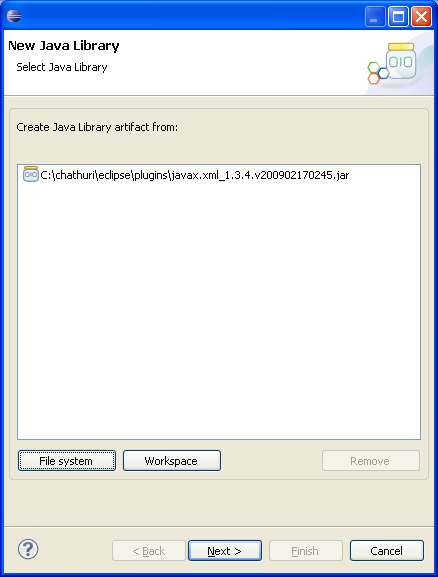 New Java Library
Select Java Library
Create Java Library artifact from:
C:\chathuri\eclipse\plugins\javax.xml_1.3.4.v200902170245.jar
File system
Workspace
Remove
?
< Back
Next >
Finish
Cancel